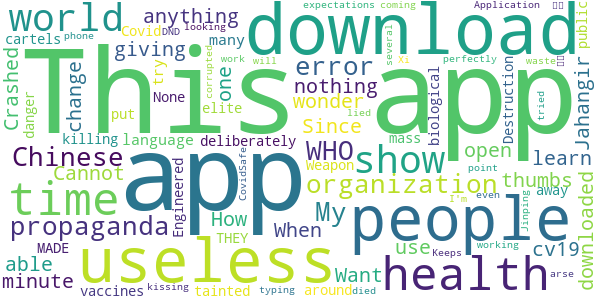 world
anything
download
expectations
coming
Application
cartels
Covid
DND
looking
phone
giving
many
This
app
error
several
corrupted
Xi
perfectly
public
Crashed
change
try
one
nothing
work
will
waste
danger
None
put
elite
wonder
lied
biological
Destruction
tried
Jahangir
killing
language
deliberately
Since
mass
Chinese
app
WHO
show
open
learn
Cannot
Engineered
CovidSafe
weapon
point
thumbs
away
time
organization
I'm
even
Jinping
downloaded
propaganda
How
My
people
When
THEY
use
working
cv19
able
MADE
useless
Want
health
Keeps
arse
minute
vaccines
kissing
tainted
typing
around
died